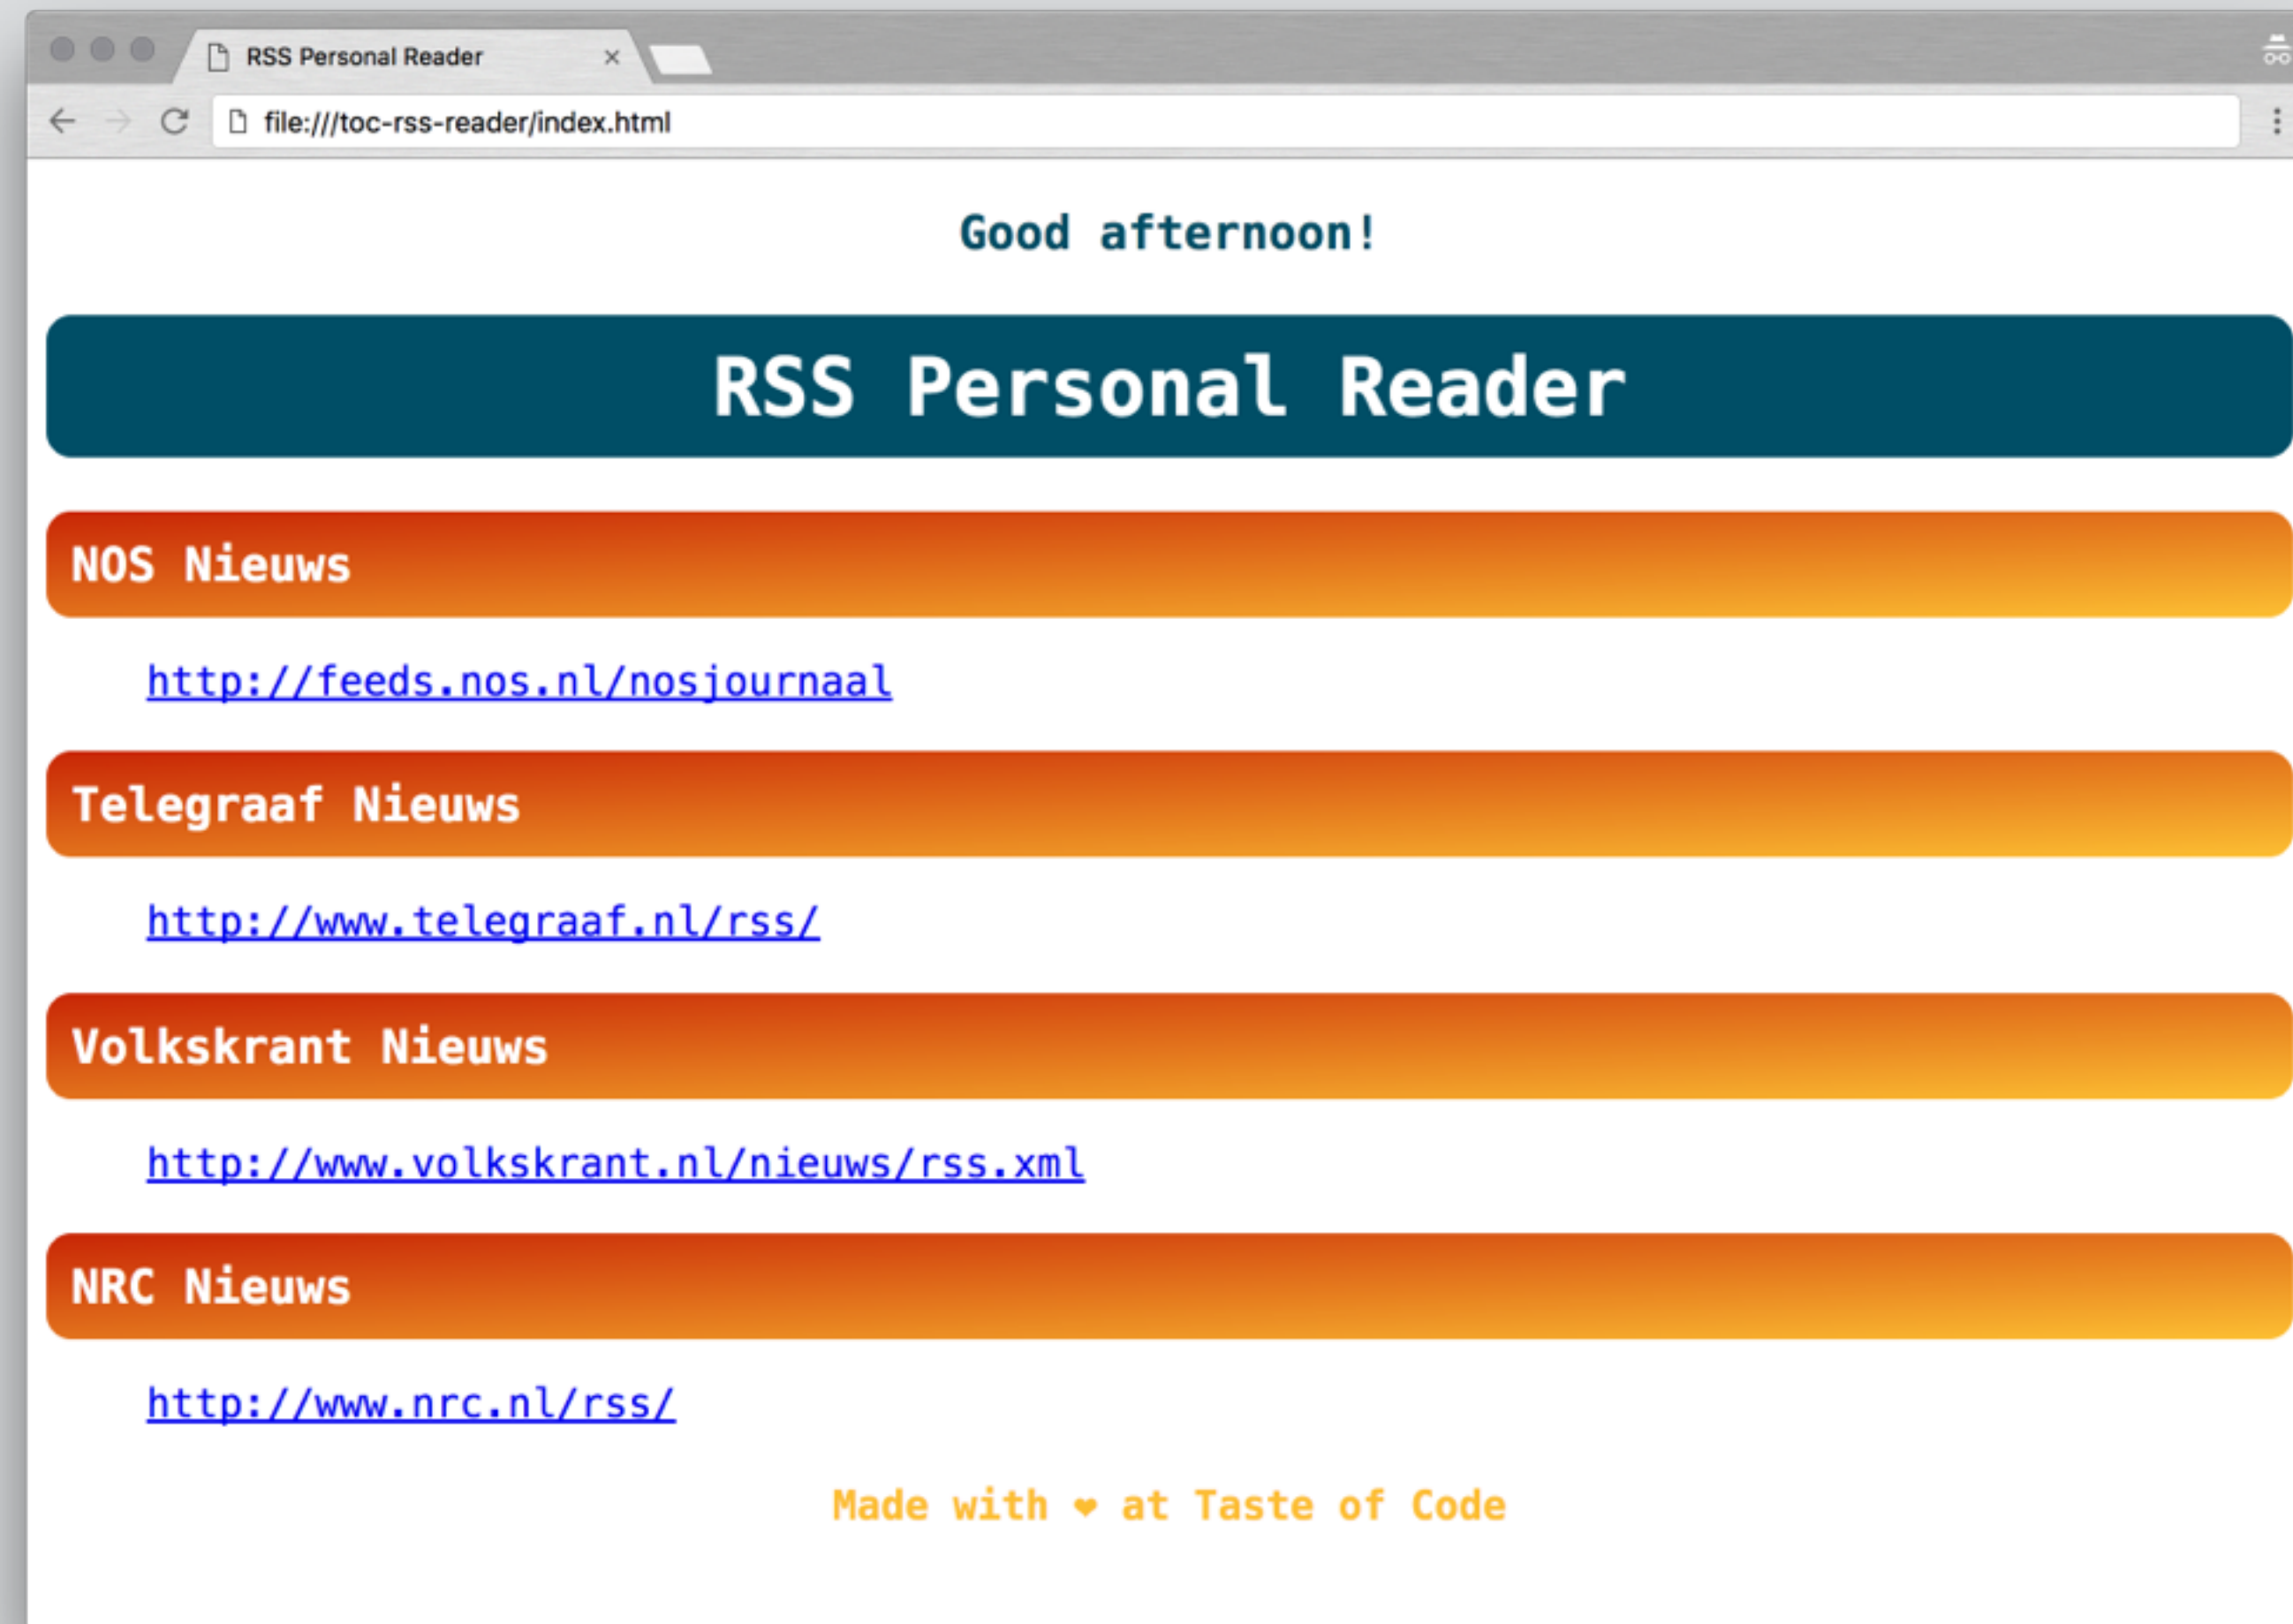 RSS Personal Reader
file:///toc-rss-reader/index.html
Good afternoon!
RSS Personal Reader
NOS Nieuws
http://feeds.nos.nl/nosjournaal
Telegraaf Nieuws
http://www.telegraaf.nl/rss/
Volkskrant Nieuws
http://www.volkskrant.nl/nieuws/rss.xml
NRC Nieuws
http://www.nrc.nl/rss/
Made with ❤ at Taste of Code